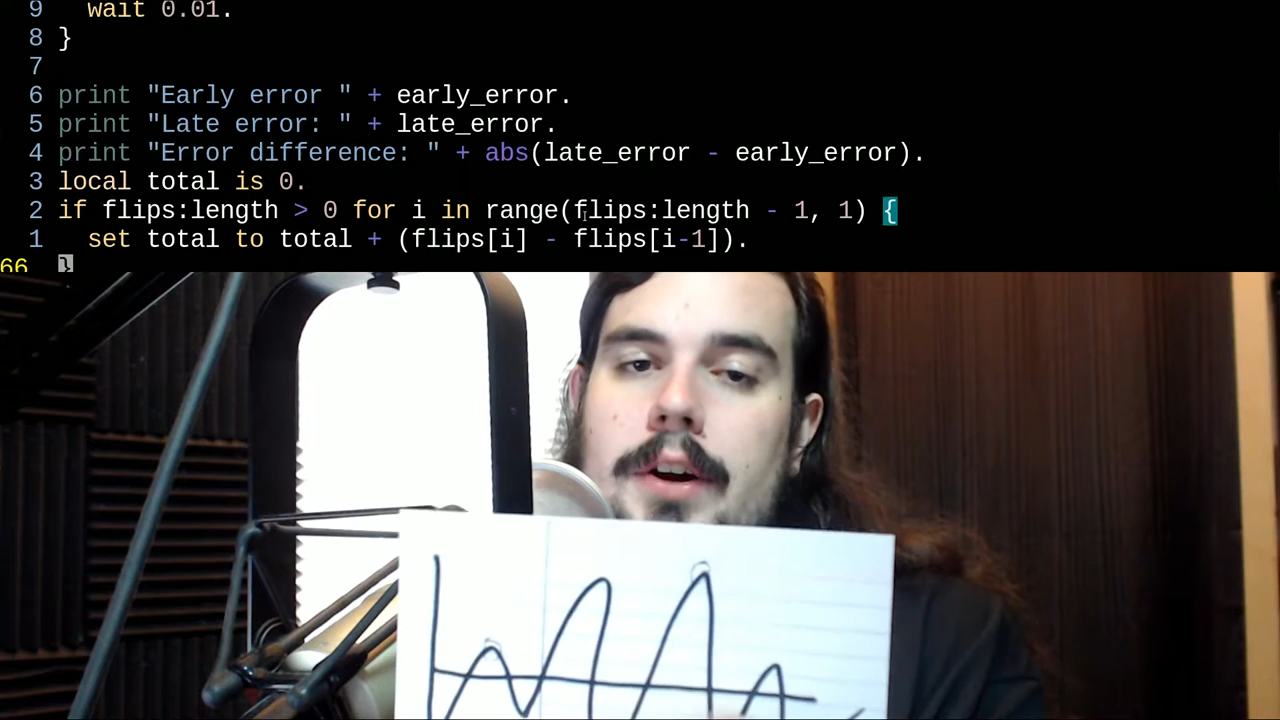 9 wait 0.01.
8 }
7
6 print "Early error " + early_error.
5 print "Late error: " + late_error.
4 print "Error difference: " + abs(late_error - early_error).
3 local total is 0.
2 if flips:length > 0 for i in range(flips:length - 1, 1) {
1 set total to total + (flips[i] - flips[i-1]).
66 }